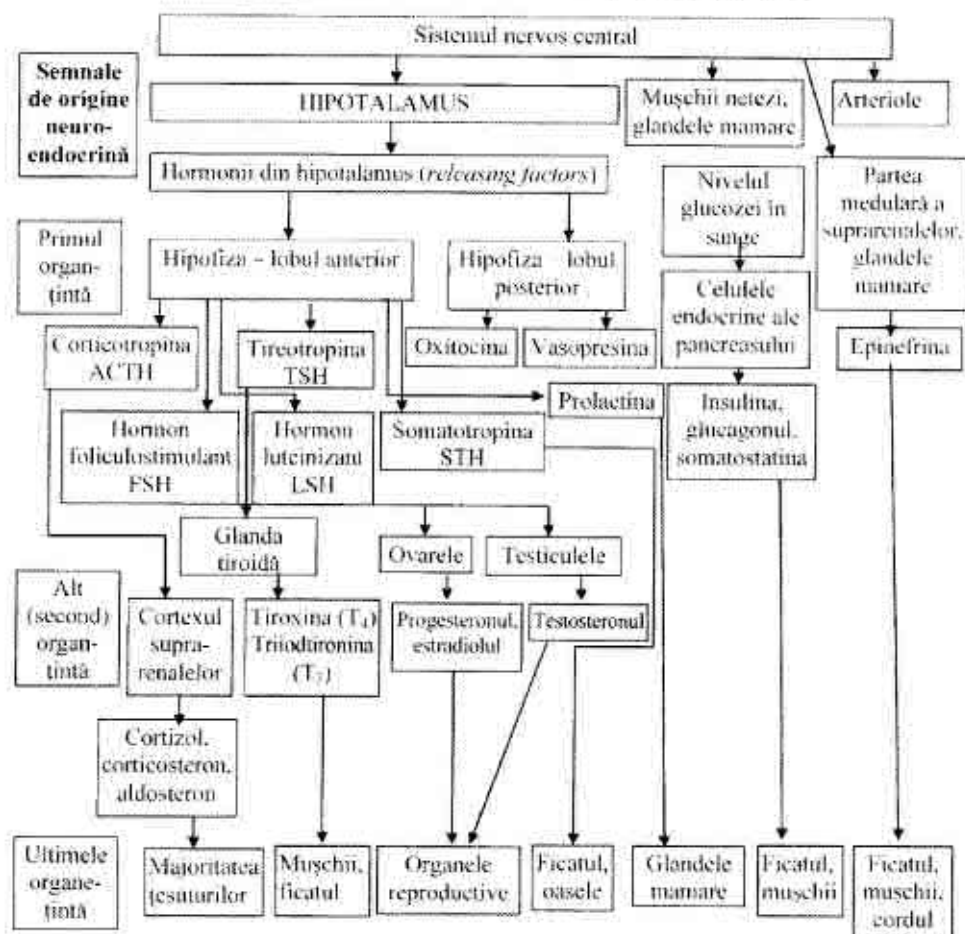 Sistemul nervos central
Semnale
de origine
neuro-
endocrină
HIPOTALAMUS
Mușchii netezi,
glandele mamare
Arteriole
Hormonii din hipotalamus (releasing factors)
Nivelul
glucozei în
sange
Partea
medulară a
suprarenalelor,
glandele
mamare
Primul
organ-
țintă
Hipofiza – lobul anterior
Hipofiza – lobul
posterior
Celulele
endocrine ale
pancreasului
Corticotropina
ACTH
Tireotropina
TSH
Oxitocina
Vasopresina
Epinefrina
Prolactina
Hormon
foliculostimulant
FSH
Hormon
luteinizant
LSH
Somatotropina
STH
Insulina,
glucagonul,
somatostatina
Glanda
tiroidă
Ovarele
Testiculele
Alt
(second)
organ-
țintă
Cortexul
supra-
renalelor
Tiroxina (T₄)
Triiodtironina
(T₃)
Progesteronul,
estradiolul
Testosteronul
Cortizol,
corticosteron,
aldosteron
Ultimele
organe-
țintă
Majoritatea
țesuturilor
Mușchii,
ficatul
Organele
reproductive
Ficatul,
oasele
Glandele
mamare
Ficatul,
mușchii
Ficatul,
mușchii,
cordul